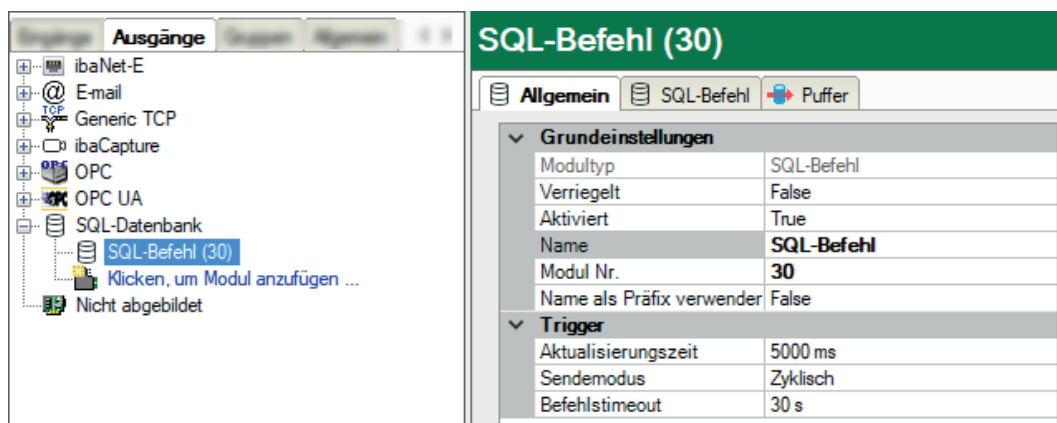 Ausgänge
ibaNet-E
E-mail
Generic TCP
ibaCapture
OPC
OPC UA
SQL-Datenbank
SQL-Befehl (30)
Klicken, um Modul anzufügen ...
Nicht abgebildet
SQL-Befehl (30)
Allgemein SQL-Befehl Puffer
Grundeinstellungen
Modultyp SQL-Befehl
Verriegelt False
Aktiviert True
Name SQL-Befehl
Modul Nr. 30
Name als Präfix verwender False
Trigger
Aktualisierungszeit 5000 ms
Sendemodus Zyklisch
Befehlstimeout 30 s